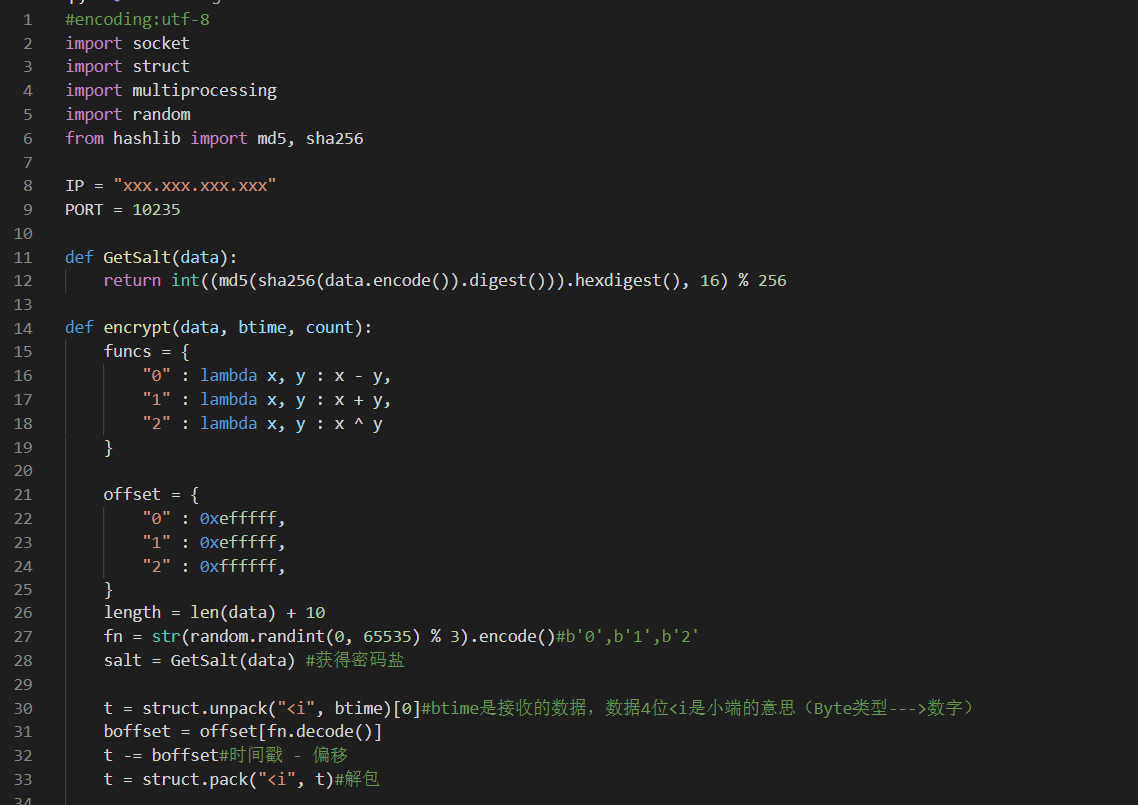 1 #encoding:utf-8
2 import socket
3 import struct
4 import multiprocessing
5 import random
6 from hashlib import md5, sha256
7
8 IP = "xxx.xxx.xxx.xxx"
9 PORT = 10235
10
11 def GetSalt(data):
12     return int((md5(sha256(data.encode()).digest())).hexdigest(), 16) % 256
13
14 def encrypt(data, btime, count):
15     funcs = {
16         "0" : lambda x, y : x - y,
17         "1" : lambda x, y : x + y,
18         "2" : lambda x, y : x ^ y
19     }
20
21     offset = {
22         "0" : 0xefffff,
23         "1" : 0xefffff,
24         "2" : 0xffffff,
25     }
26     length = len(data) + 10
27     fn = str(random.randint(0, 65535) % 3).encode()#b'0',b'1',b'2'
28     salt = GetSalt(data) #获得密码盐
29
30     t = struct.unpack("<i", btime)[0]#btime是接收的数据，数据4位<i是小端的意思（Byte类型--->数字）
31     boffset = offset[fn.decode()]
32     t -= boffset#时间戳 - 偏移
33     t = struct.pack("<i", t)#解包
34